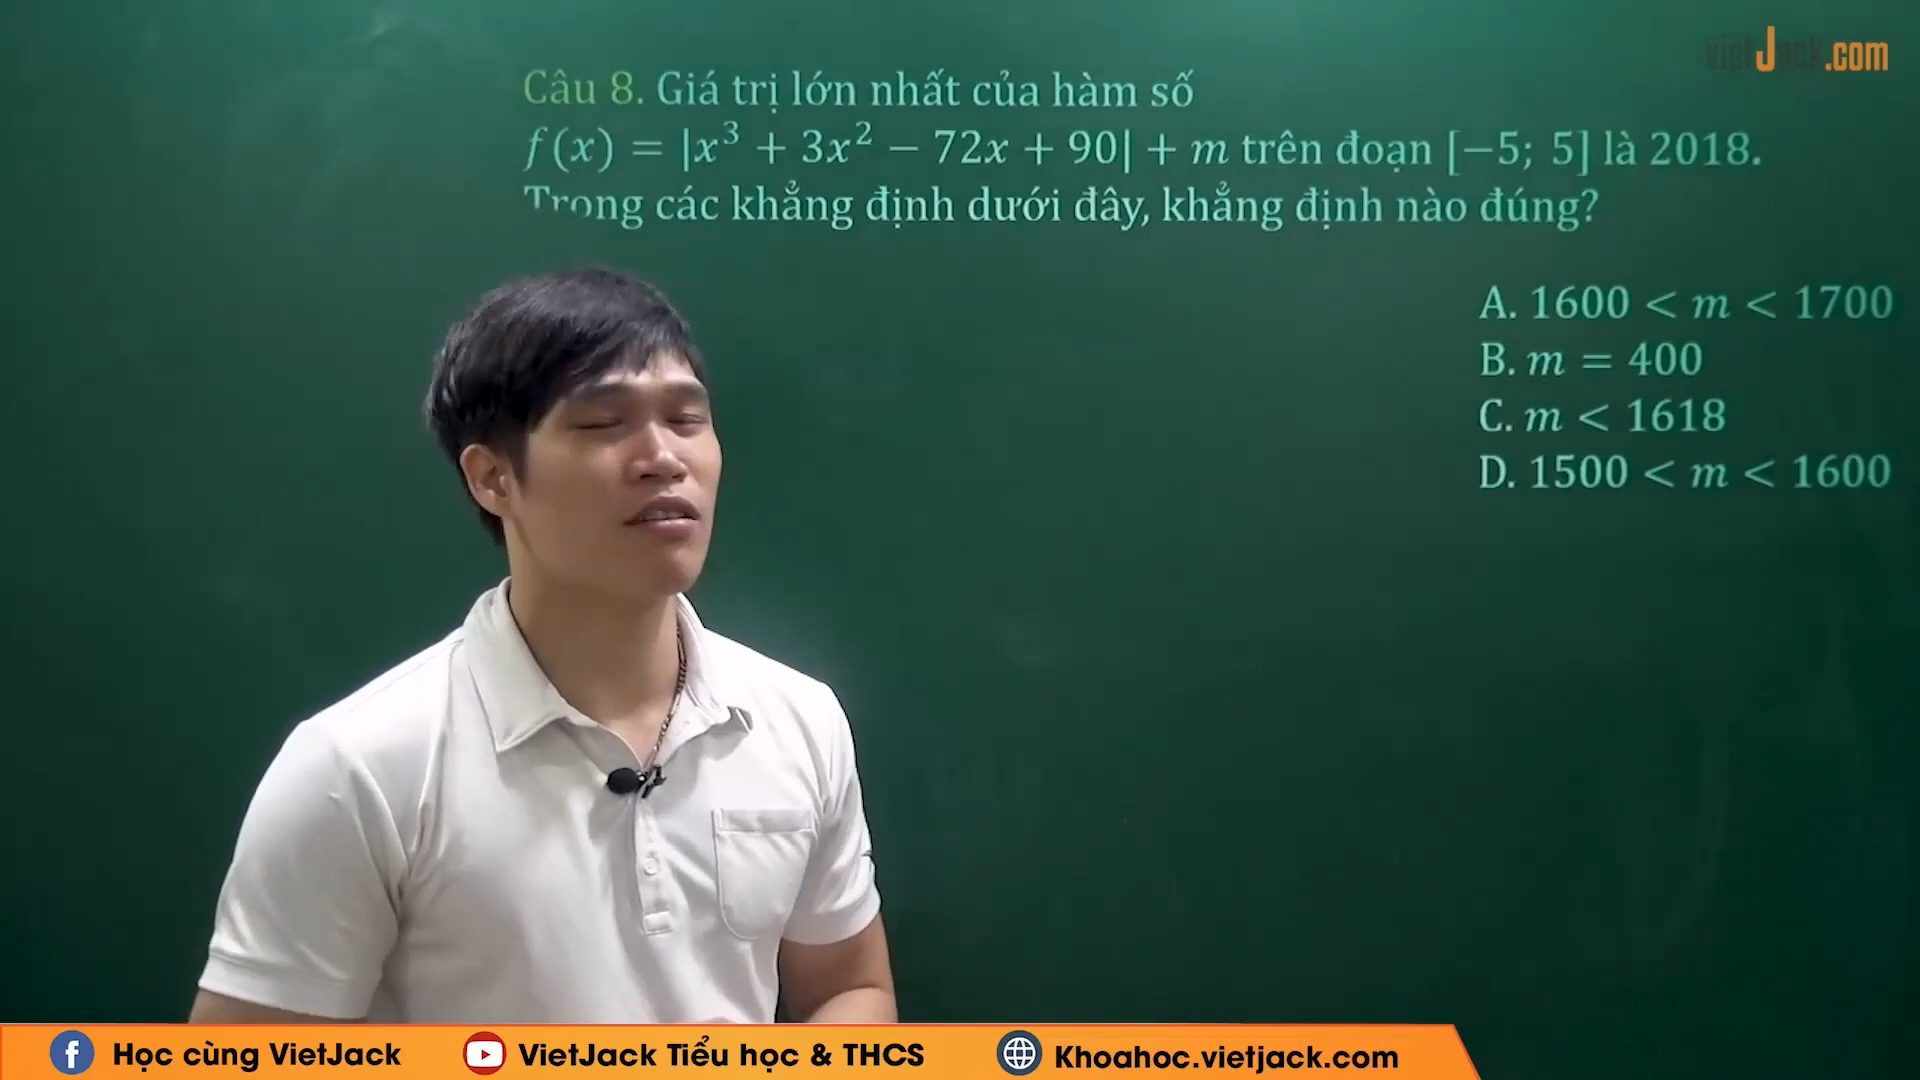 vietJack.com
Câu 8. Giá trị lớn nhất của hàm số
f(x) = |x³ + 3x² − 72x + 90| + m trên đoạn [−5; 5] là 2018.
Trong các khẳng định dưới đây, khẳng định nào đúng?
A. 1600 < m < 1700
B. m = 400
C. m < 1618
D. 1500 < m < 1600
Học cùng VietJack
VietJack Tiểu học & THCS
Khoahoc.vietjack.com